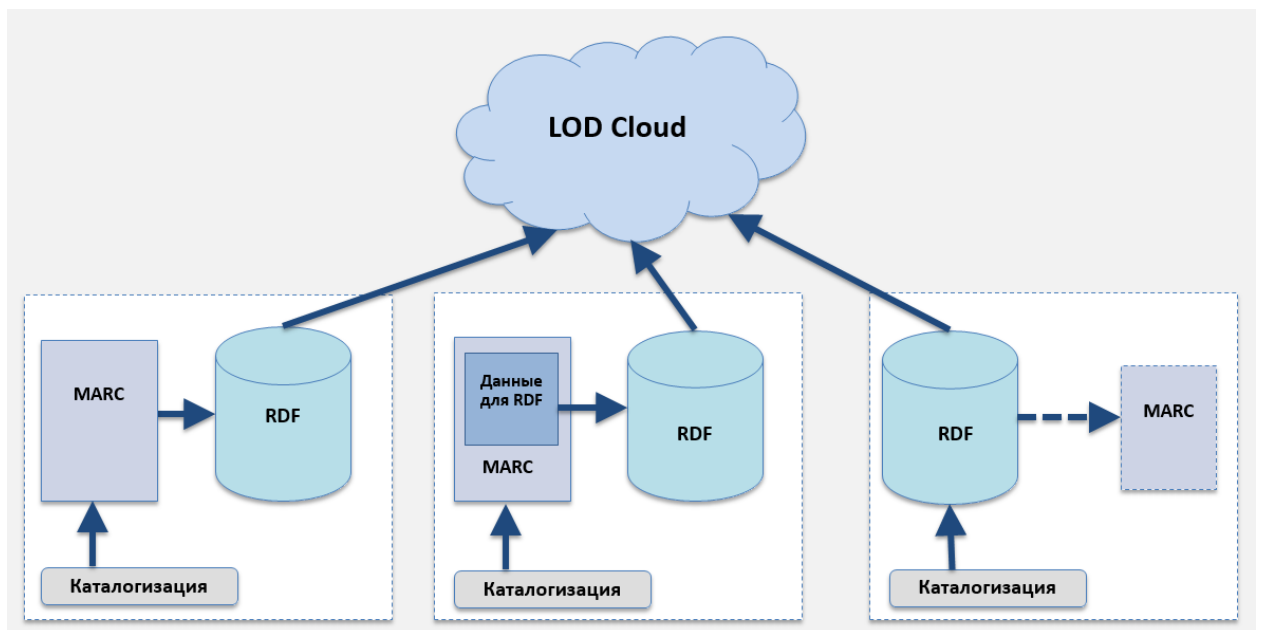 LOD Cloud
MARC
RDF
Каталогизация
Данные
для RDF
MARC
RDF
Каталогизация
RDF
MARC
Каталогизация